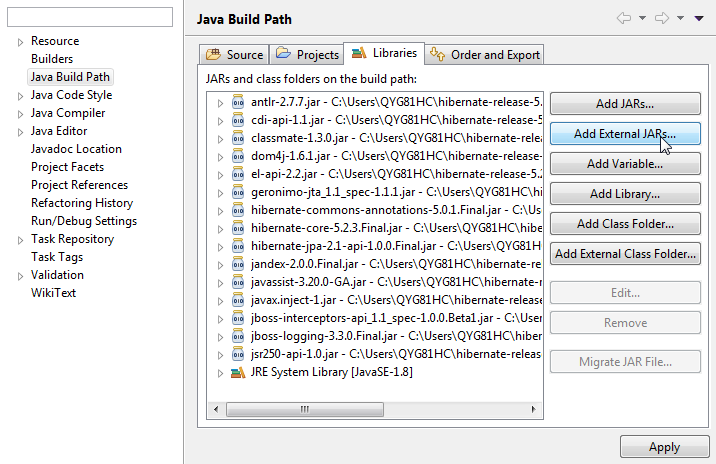 Resource
Builders
Java Build Path
Java Code Style
Java Compiler
Java Editor
Javadoc Location
Project Facets
Project References
Refactoring History
Run/Debug Settings
Task Repository
Task Tags
Validation
WikiText
Java Build Path
Source
Projects
Libraries
Order and Export
JARs and class folders on the build path:
antlr-2.7.7.jar - C:\Users\QYG81HC\hibernate-release-5.
cdi-api-1.1.jar - C:\Users\QYG81HC\hibernate-release-5
classmate-1.3.0.jar - C:\Users\QYG81HC\hibernate-relea
dom4j-1.6.1.jar - C:\Users\QYG81HC\hibernate-release-
el-api-2.2.jar - C:\Users\QYG81HC\hibernate-release-5.2
geronimo-jta_1.1_spec-1.1.1.jar - C:\Users\QYG81HC\hi
hibernate-commons-annotations-5.0.1.Final.jar - C:\Use
hibernate-core-5.2.3.Final.jar - C:\Users\QYG81HC\hibe
hibernate-jpa-2.1-api-1.0.0.Final.jar - C:\Users\QYG81HC
jandex-2.0.0.Final.jar - C:\Users\QYG81HC\hibernate-rel
javassist-3.20.0-GA.jar - C:\Users\QYG81HC\hibernate-r
javax.inject-1.jar - C:\Users\QYG81HC\hibernate-release
jboss-interceptors-api_1.1_spec-1.0.0.Beta1.jar - C:\Use
jboss-logging-3.3.0.Final.jar - C:\Users\QYG81HC\hiber
jsr250-api-1.0.jar - C:\Users\QYG81HC\hibernate-release
JRE System Library [JavaSE-1.8]
Add JARs...
Add External JARs...
Add Variable...
Add Library...
Add Class Folder...
Add External Class Folder...
Edit...
Remove
Migrate JAR File...
Apply